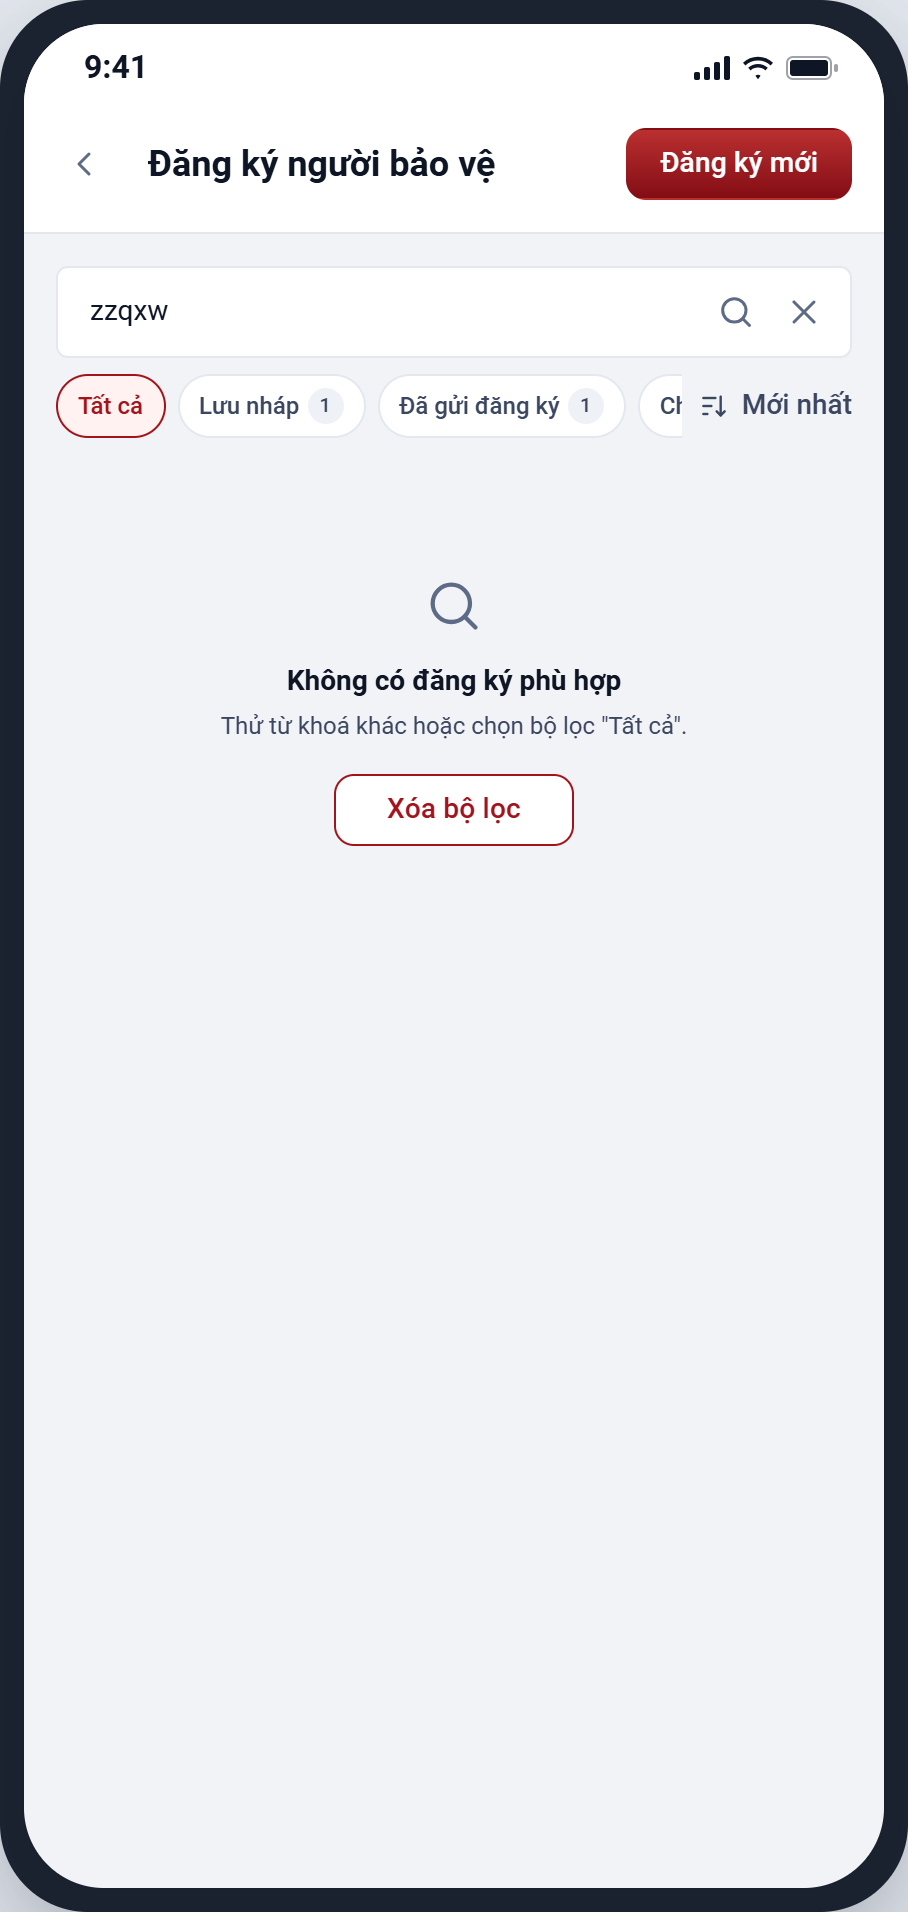 9:41
Đăng ký người bảo vệ
Đăng ký mới
zzqxw
Tất cả
Lưu nháp 1
Đã gửi đăng ký 1
Mới nhất
Không có đăng ký phù hợp
Thử từ khoá khác hoặc chọn bộ lọc "Tất cả".
Xóa bộ lọc